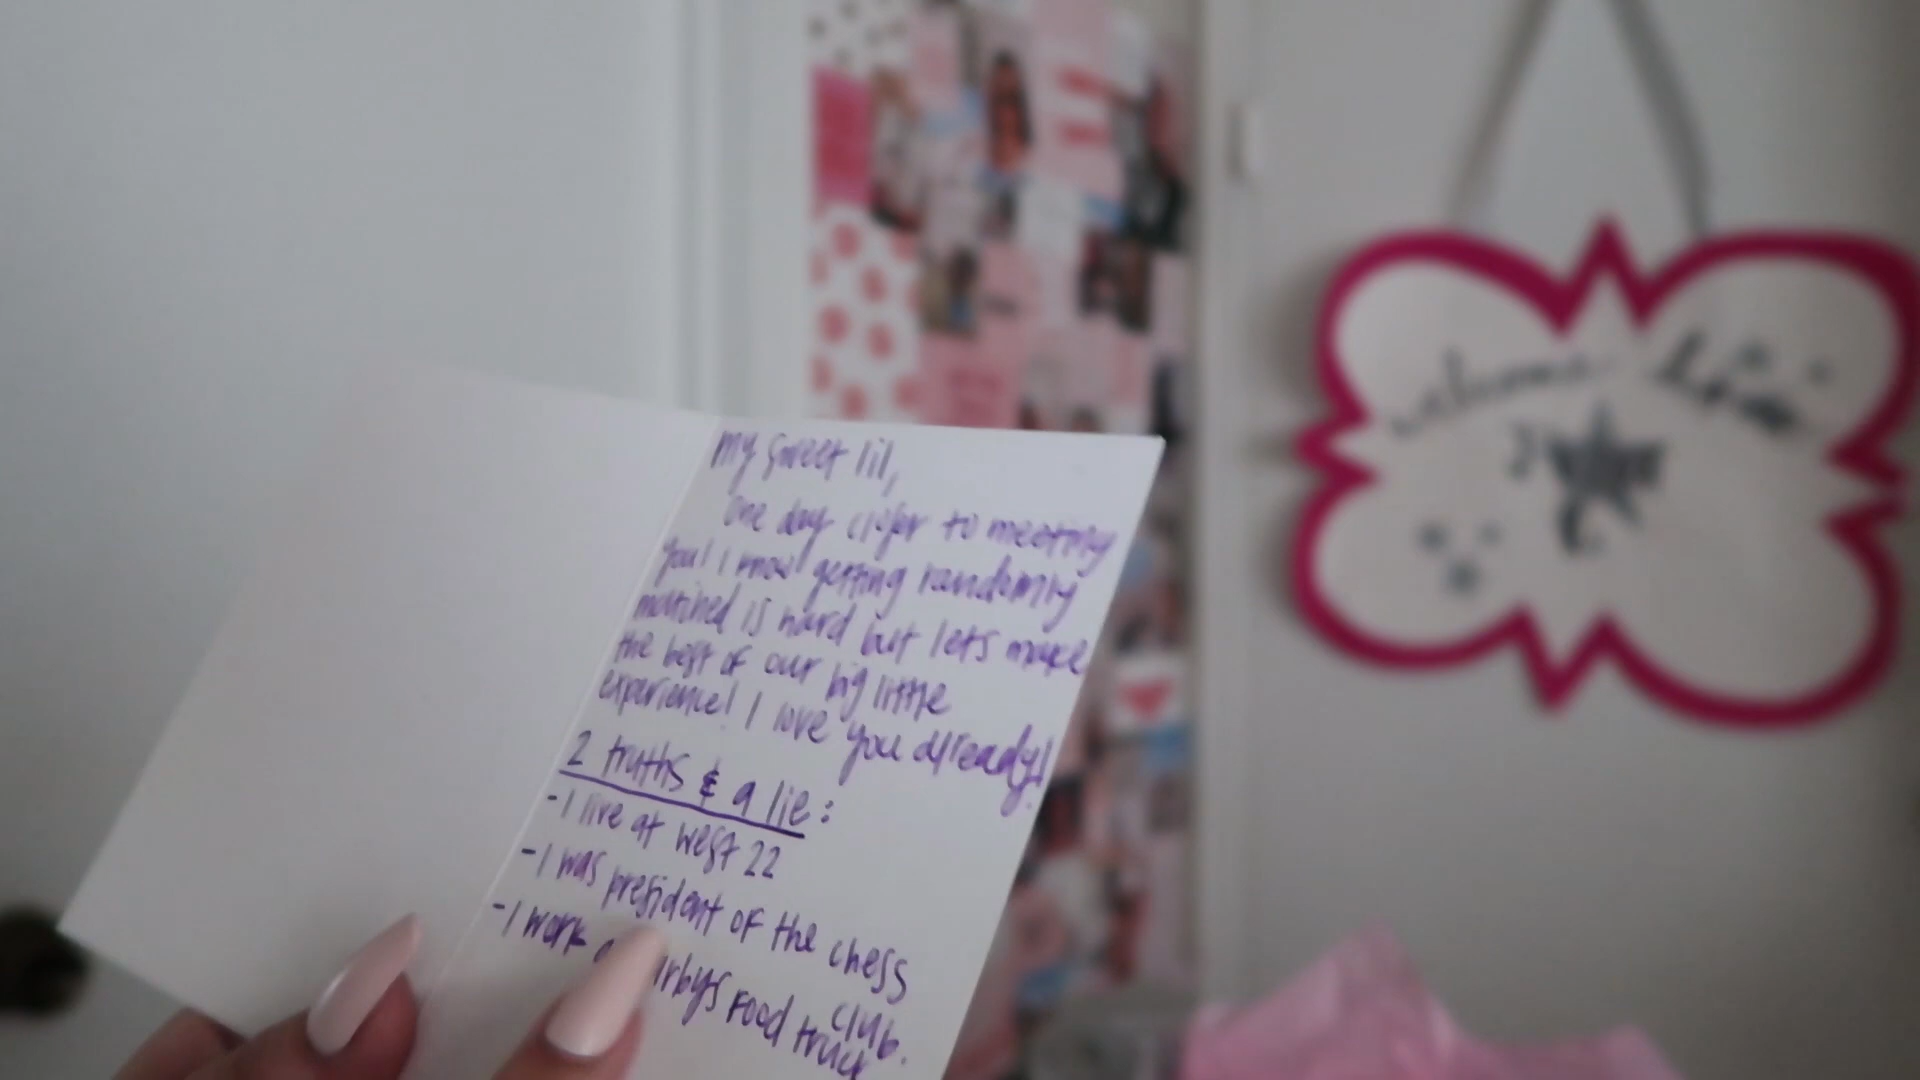 my sweet lil,
one day closer to meeting
you! I know getting randomly
matched is hard but lets make
the best of our big little
experience! I love you already!
2 truths & a lie:
- I live at west 22
- I was president of the chess
club.
- I work arbys food truck
welcome